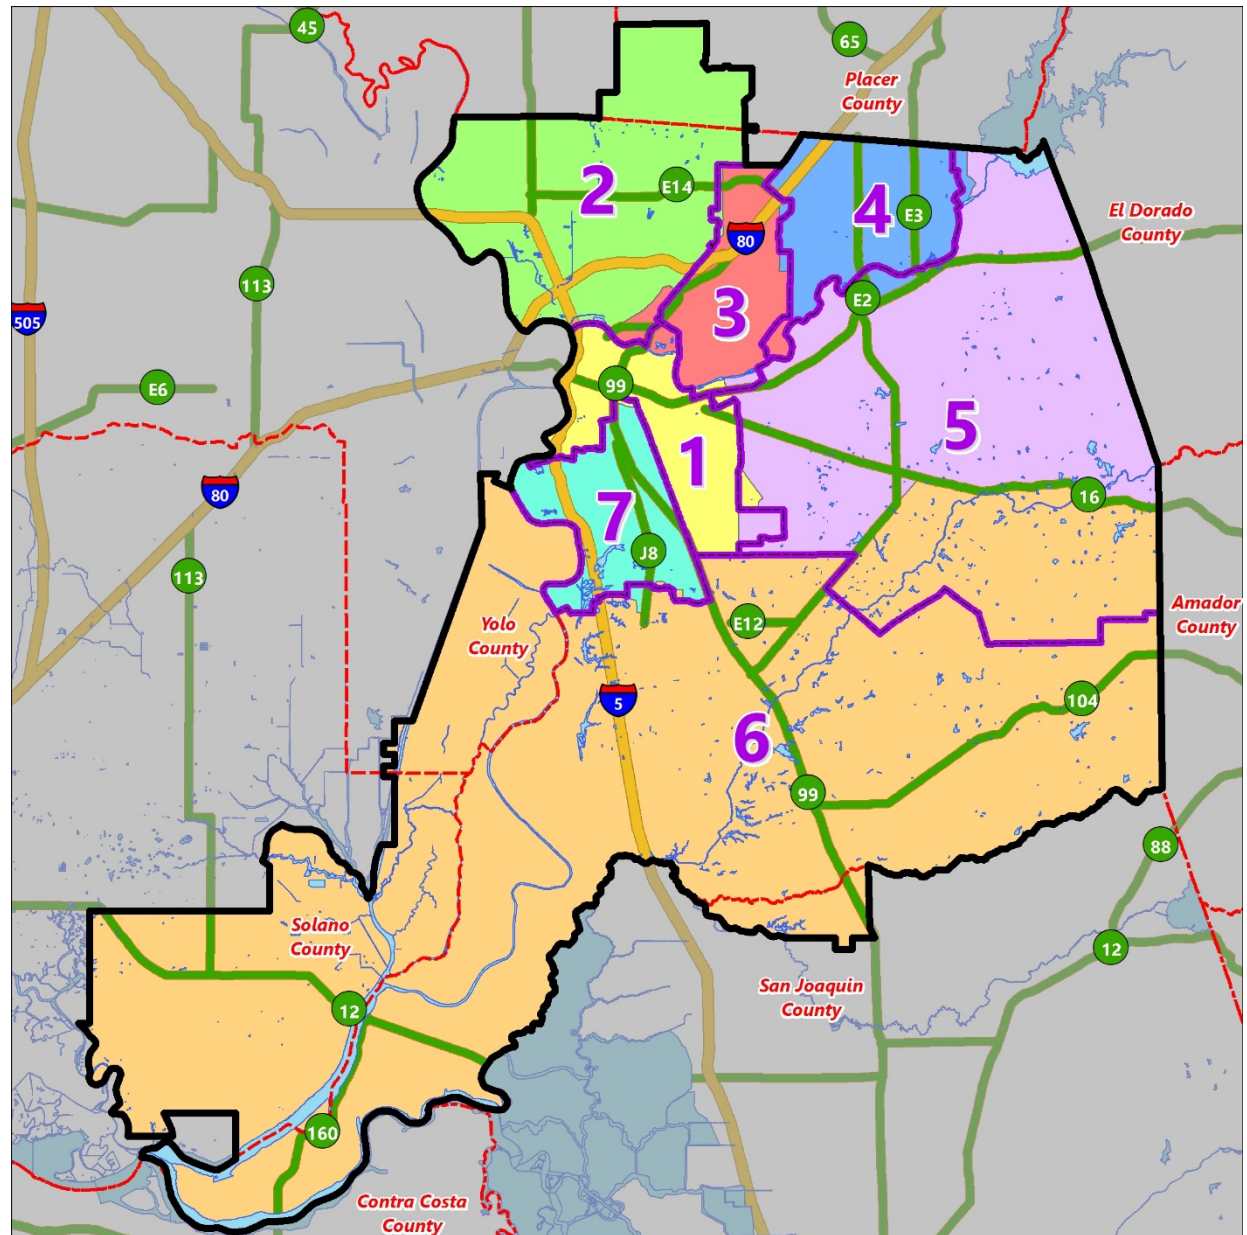 45
65
Placer
County
2
E14
4
E3
80
El Dorado
County
113
E2
505
3
E6
99
5
1
80
16
7
J8
113
Yolo
County
E12
Amador
County
5
6
104
99
88
Solano
County
12
San Joaquin
County
12
160
Contra Costa
County